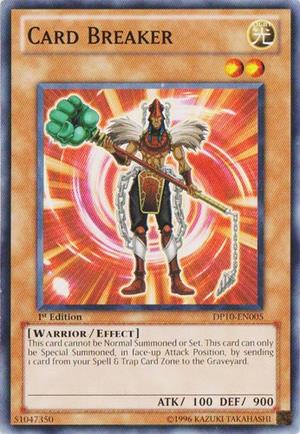 CARD BREAKER
LIGHT
光
1st Edition
DP10-EN005
[WARRIOR/EFFECT]
This card cannot be Normal Summoned or Set. This card can only
be Special Summoned, in face-up Attack Position, by sending
1 card from your Spell & Trap Card Zone to the Graveyard.
ATK/ 100 DEF/ 900
51047350
©1996 KAZUKI TAKAHASHI